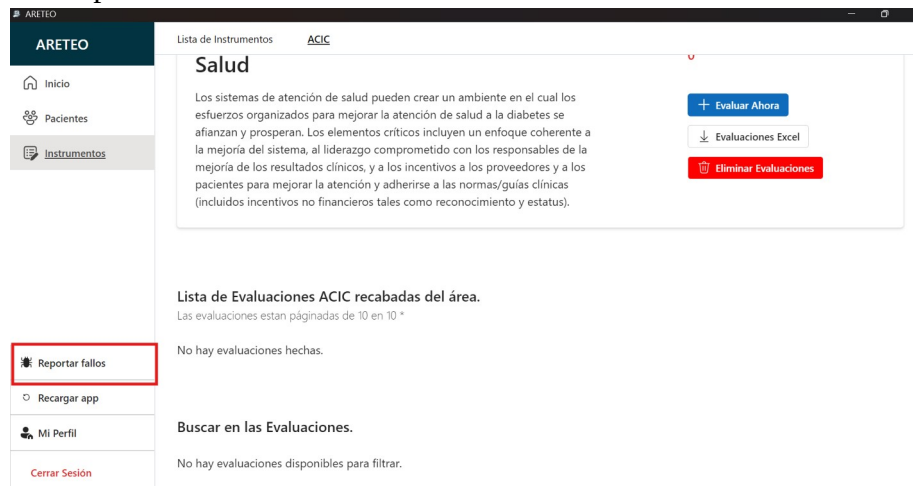 ARETEO
ARETEO
Inicio
Pacientes
Instrumentos
Reportar fallos
Recargar app
Mi Perfil
Cerrar Sesión
Lista de Instrumentos ACIC
Salud
Los sistemas de atención de salud pueden crear un ambiente en el cual los
esfuerzos organizados para mejorar la atención de salud a la diabetes se
afianzan y prosperan. Los elementos críticos incluyen un enfoque coherente a
la mejoría del sistema, al liderazgo comprometido con los responsables de la
mejoría de los resultados clínicos, y a los incentivos a los proveedores y a los
pacientes para mejorar la atención y adherirse a las normas/guías clínicas
(incluidos incentivos no financieros tales como reconocimiento y estatus).
Evaluar Ahora
Evaluaciones Excel
Eliminar Evaluaciones
Lista de Evaluaciones ACIC recabadas del área.
Las evaluaciones estan páginadas de 10 en 10 *
No hay evaluaciones hechas.
Buscar en las Evaluaciones.
No hay evaluaciones disponibles para filtrar.